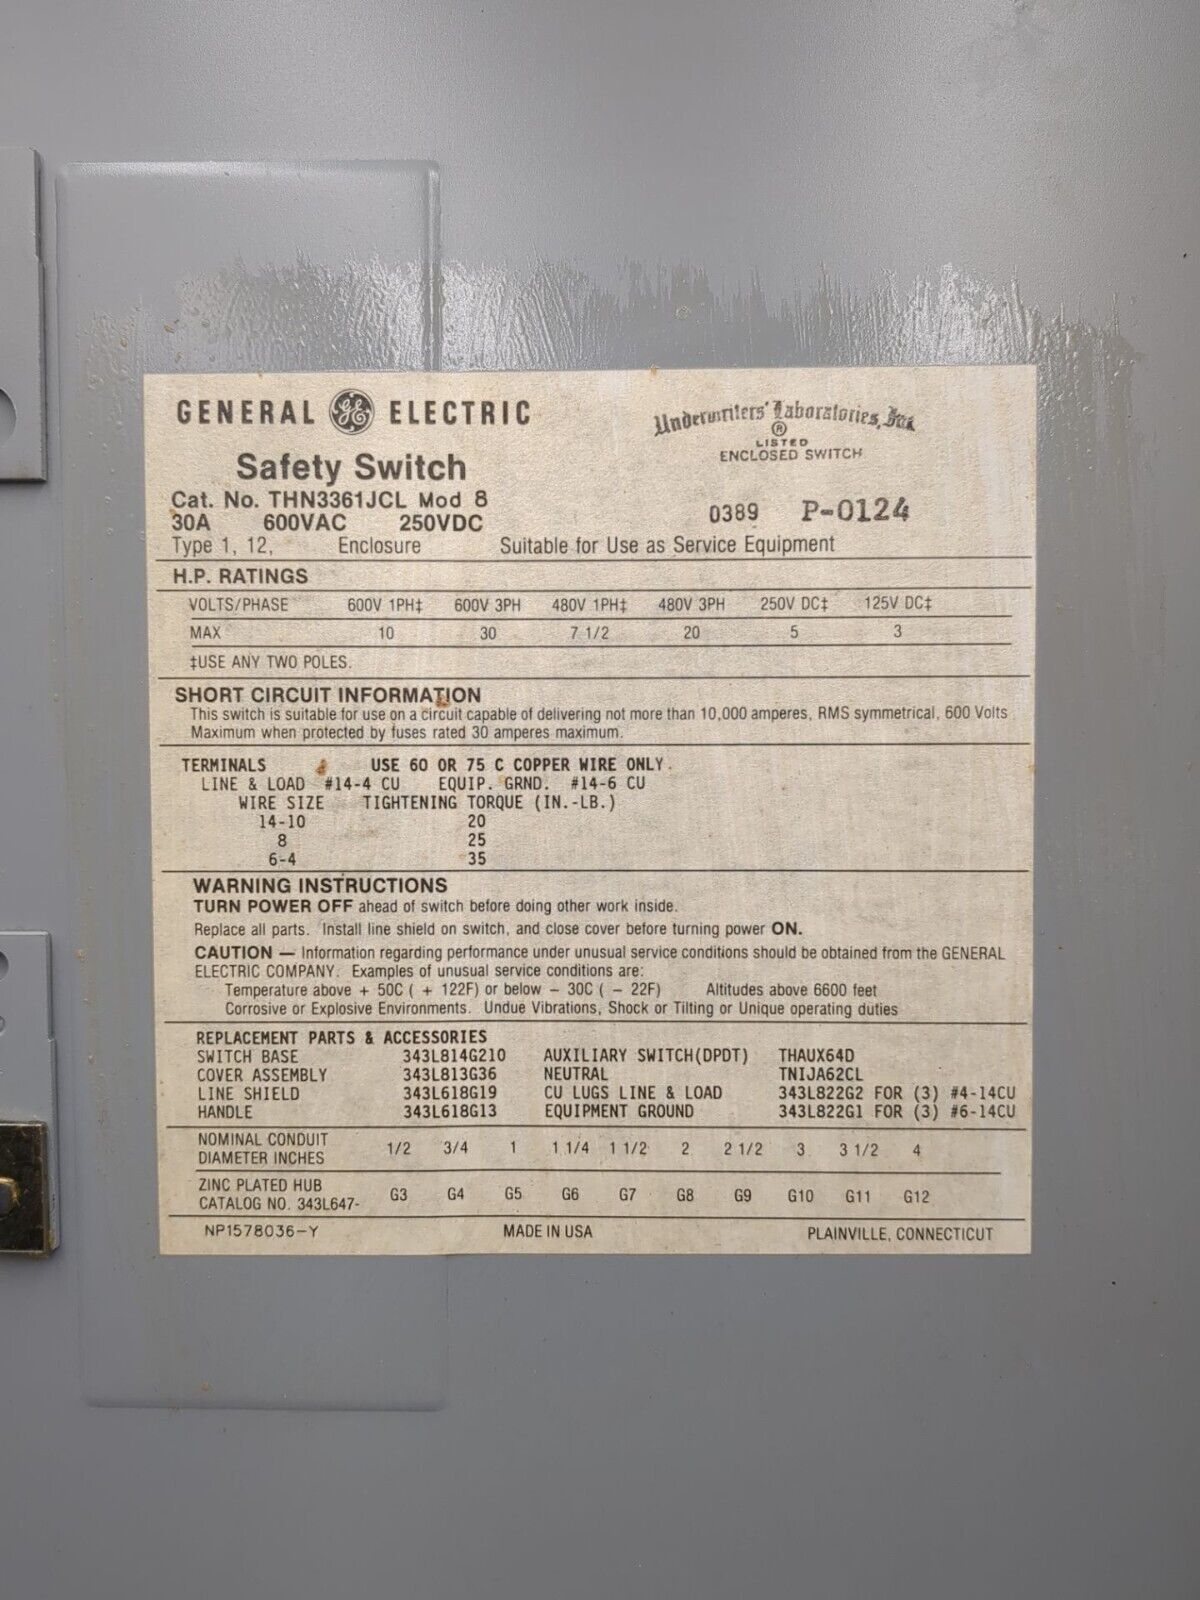 GENERAL GE ELECTRIC
Underwriters' Laboratories, Inc.
®
LISTED
ENCLOSED SWITCH
Safety Switch
Cat. No. THN3361JCL Mod 8
30A 600VAC 250VDC
0389 P-0124
Type 1, 12, Enclosure Suitable for Use as Service Equipment
H.P. RATINGS
VOLTS/PHASE 600V 1PH‡ 600V 3PH 480V 1PH‡ 480V 3PH 250V DC‡ 125V DC‡
MAX 10 30 7 1/2 20 5 3
‡USE ANY TWO POLES.
SHORT CIRCUIT INFORMATION
This switch is suitable for use on a circuit capable of delivering not more than 10,000 amperes, RMS symmetrical, 600 Volts
Maximum when protected by fuses rated 30 amperes maximum.
TERMINALS USE 60 OR 75 C COPPER WIRE ONLY.
LINE & LOAD #14-4 CU EQUIP. GRND. #14-6 CU
WIRE SIZE TIGHTENING TORQUE (IN.-LB.)
14-10 20
8 25
6-4 35
WARNING INSTRUCTIONS
TURN POWER OFF ahead of switch before doing other work inside.
Replace all parts. Install line shield on switch, and close cover before turning power ON.
CAUTION — Information regarding performance under unusual service conditions should be obtained from the GENERAL
ELECTRIC COMPANY. Examples of unusual service conditions are:
Temperature above + 50C ( + 122F) or below – 30C ( – 22F) Altitudes above 6600 feet
Corrosive or Explosive Environments. Undue Vibrations, Shock or Tilting or Unique operating duties
REPLACEMENT PARTS & ACCESSORIES
SWITCH BASE 343L814G210 AUXILIARY SWITCH(DPDT) THAUX64D
COVER ASSEMBLY 343L813G36 NEUTRAL TNIJA62CL
LINE SHIELD 343L618G19 CU LUGS LINE & LOAD 343L822G2 FOR (3) #4-14CU
HANDLE 343L618G13 EQUIPMENT GROUND 343L822G1 FOR (3) #6-14CU
NOMINAL CONDUIT
DIAMETER INCHES 1/2 3/4 1 1 1/4 1 1/2 2 2 1/2 3 3 1/2 4
ZINC PLATED HUB
CATALOG NO. 343L647- G3 G4 G5 G6 G7 G8 G9 G10 G11 G12
NP1578036-Y MADE IN USA PLAINVILLE, CONNECTICUT